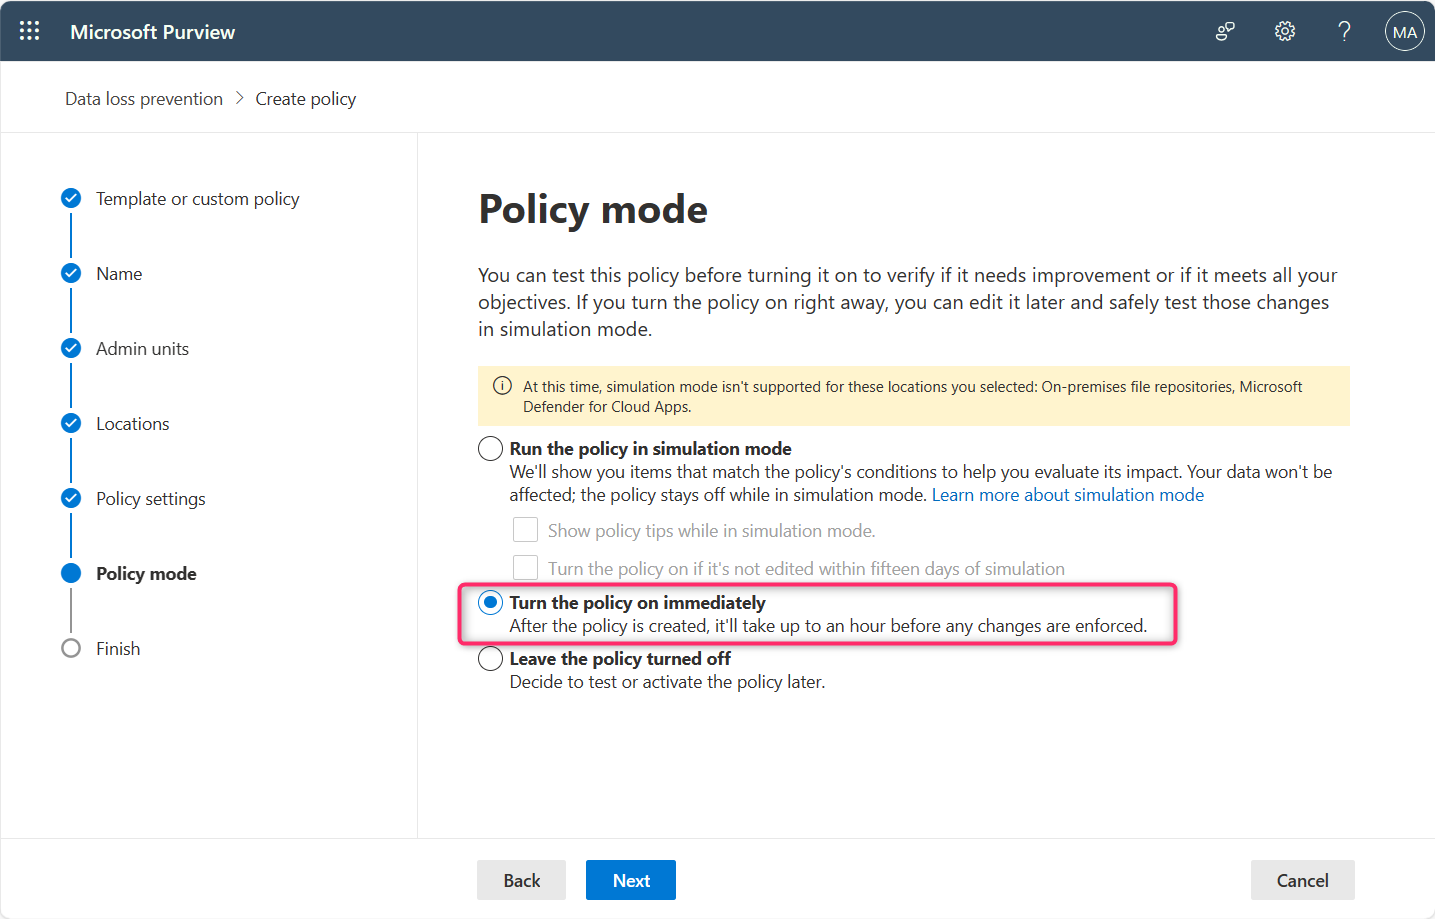 Microsoft Purview
MA
Data loss prevention > Create policy
Template or custom policy
Name
Admin units
Locations
Policy settings
Policy mode
Finish
Policy mode
You can test this policy before turning it on to verify if it needs improvement or if it meets all your
objectives. If you turn the policy on right away, you can edit it later and safely test those changes
in simulation mode.
At this time, simulation mode isn't supported for these locations you selected: On-premises file repositories, Microsoft
Defender for Cloud Apps.
Run the policy in simulation mode
We'll show you items that match the policy's conditions to help you evaluate its impact. Your data won't be
affected; the policy stays off while in simulation mode. Learn more about simulation mode
Show policy tips while in simulation mode.
Turn the policy on if it's not edited within fifteen days of simulation
Turn the policy on immediately
After the policy is created, it'll take up to an hour before any changes are enforced.
Leave the policy turned off
Decide to test or activate the policy later.
Back
Next
Cancel